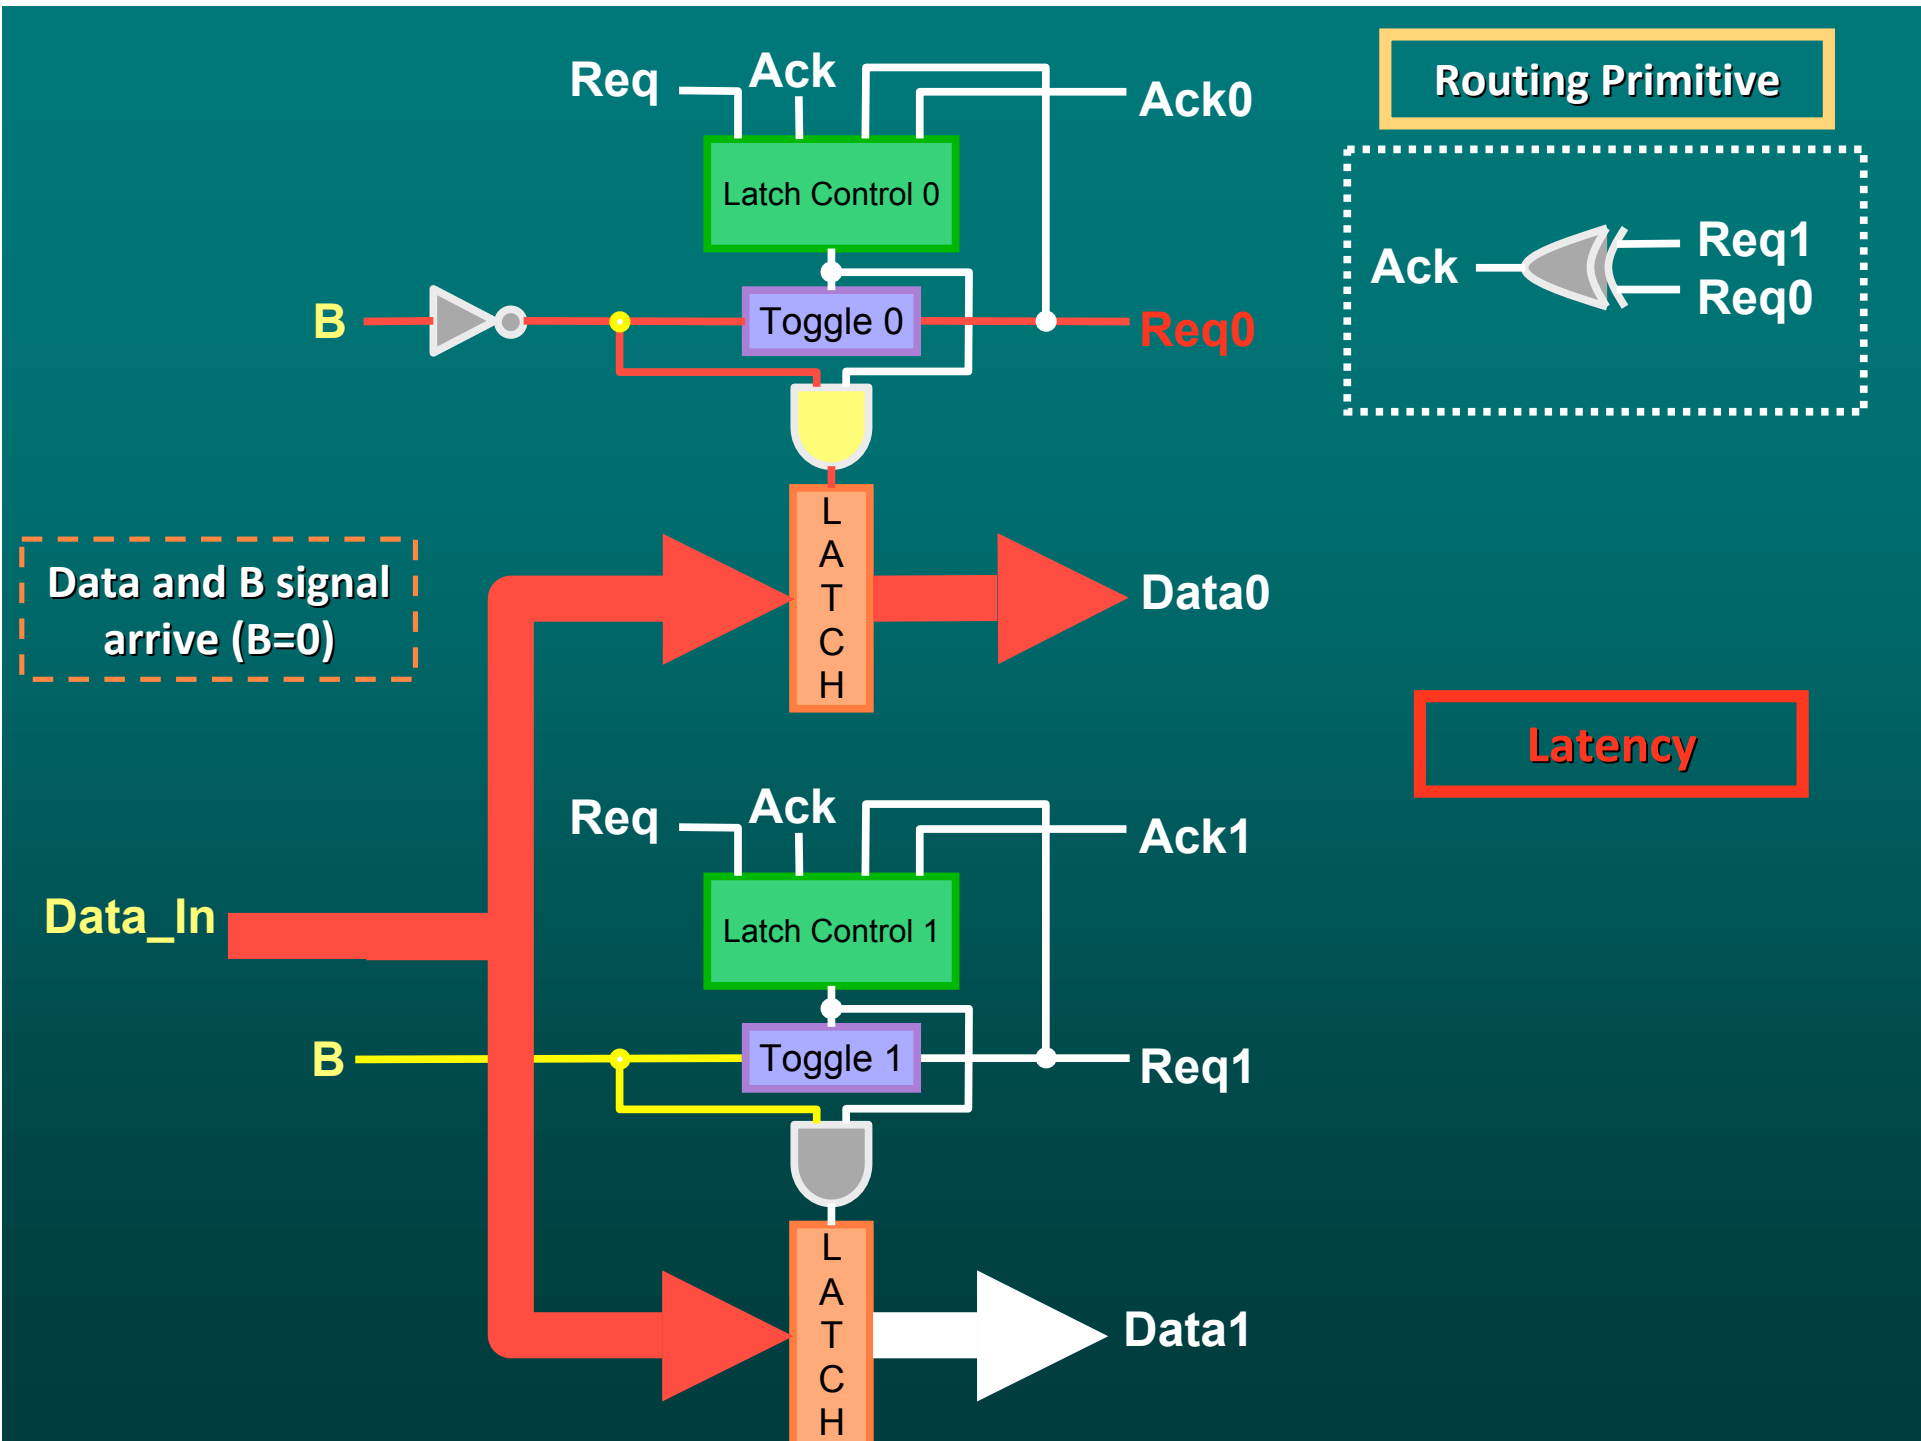 Routing Primitive
Req
Ack
Ack0
Latch Control 0
B
Toggle 0
Req0
Ack
Req1
Req0
L
A
T
C
H
Data and B signal
arrive (B=0)
Data0
Latency
Req
Ack
Ack1
Latch Control 1
Data_In
B
Toggle 1
Req1
L
A
T
C
H
Data1